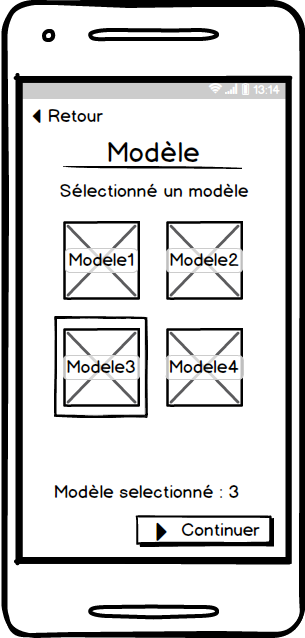 13:14
Retour
Modèle
Sélectionné un modèle
Modele1 Modele2
Modele3 Modele4
Modèle selectionné : 3
Continuer